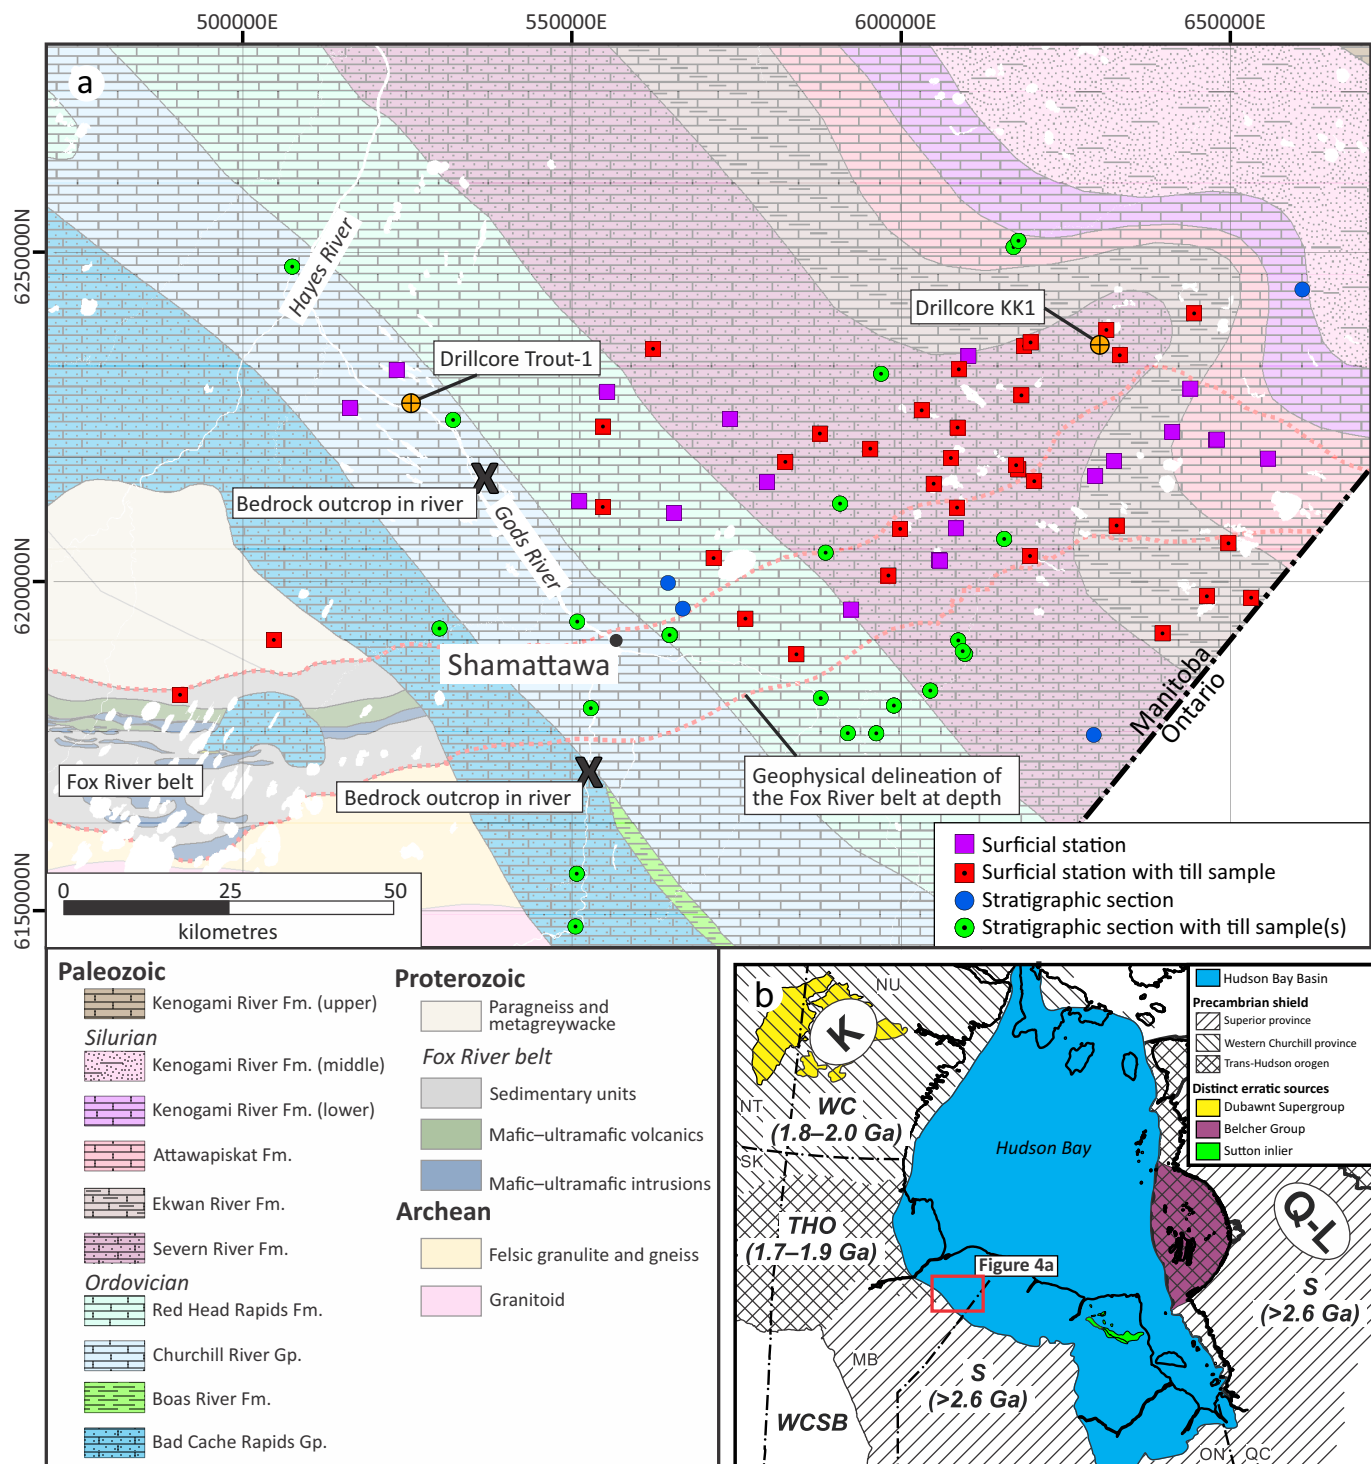 500000E
550000E
600000E
650000E
a
6250000N
6200000N
6150000N
Hayes River
Drillcore KK1
Drillcore Trout-1
Bedrock outcrop in river
X
Gods River
Shamattawa
Manitoba
Ontario
Fox River belt
X
Bedrock outcrop in river
Geophysical delineation of
the Fox River belt at depth
0
25
50
kilometres
Surficial station
Surficial station with till sample
Stratigraphic section
Stratigraphic section with till sample(s)
Paleozoic
Kenogami River Fm. (upper)
Silurian
Kenogami River Fm. (middle)
Kenogami River Fm. (lower)
Attawapiskat Fm.
Ekwan River Fm.
Severn River Fm.
Ordovician
Red Head Rapids Fm.
Churchill River Gp.
Boas River Fm.
Bad Cache Rapids Gp.
Proterozoic
Paragneiss and
metagreywacke
Fox River belt
Sedimentary units
Mafic–ultramafic volcanics
Mafic–ultramafic intrusions
Archean
Felsic granulite and gneiss
Granitoid
b
NU
K
NT
WC
(1.8–2.0 Ga)
SK
THO
(1.7–1.9 Ga)
Hudson Bay
Figure 4a
Q-L
S
(>2.6 Ga)
MB
S
(>2.6 Ga)
WCSB
ON
QC
Hudson Bay Basin
Precambrian shield
Superior province
Western Churchill province
Trans-Hudson orogen
Distinct erratic sources
Dubawnt Supergroup
Belcher Group
Sutton inlier